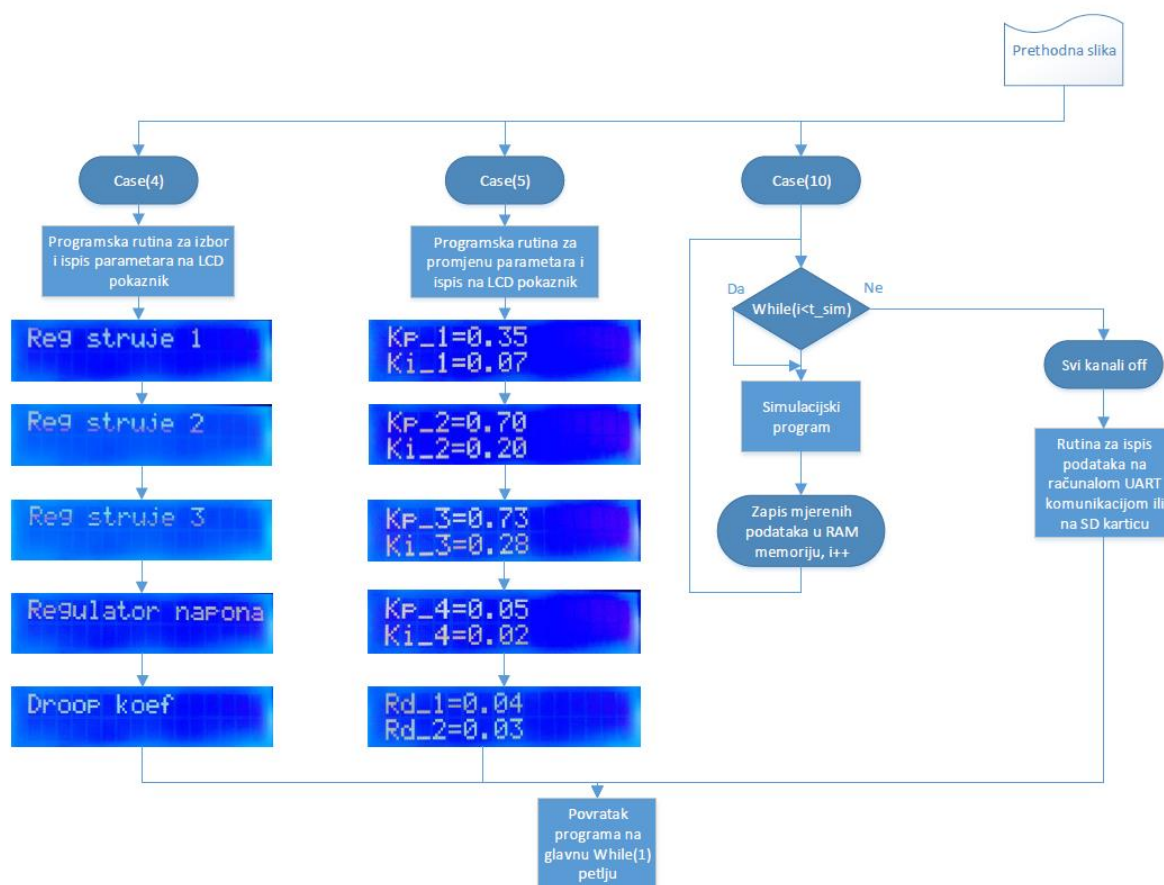 Prethodna slika
Case(4)
Programska rutina za izbor
i ispis parametara na LCD
pokaznik
Reg struje 1
Reg struje 2
Reg struje 3
Regulator napona
Droop koef
Case(5)
Programska rutina za
promjenu parametara i
ispis na LCD pokaznik
Kp_1=0.35
Ki_1=0.07
Kp_2=0.70
Ki_2=0.20
Kp_3=0.73
Ki_3=0.28
Kp_4=0.05
Ki_4=0.02
Rd_1=0.04
Rd_2=0.03
Case(10)
Da
Ne
While(i<t_sim)
Simulacijski
program
Zapis mjerenih
podataka u RAM
memoriju, i++
Svi kanali off
Rutina za ispis
podataka na
računalom UART
komunikacijom ili
na SD karticu
Povratak
programa na
glavnu While(1)
petlju